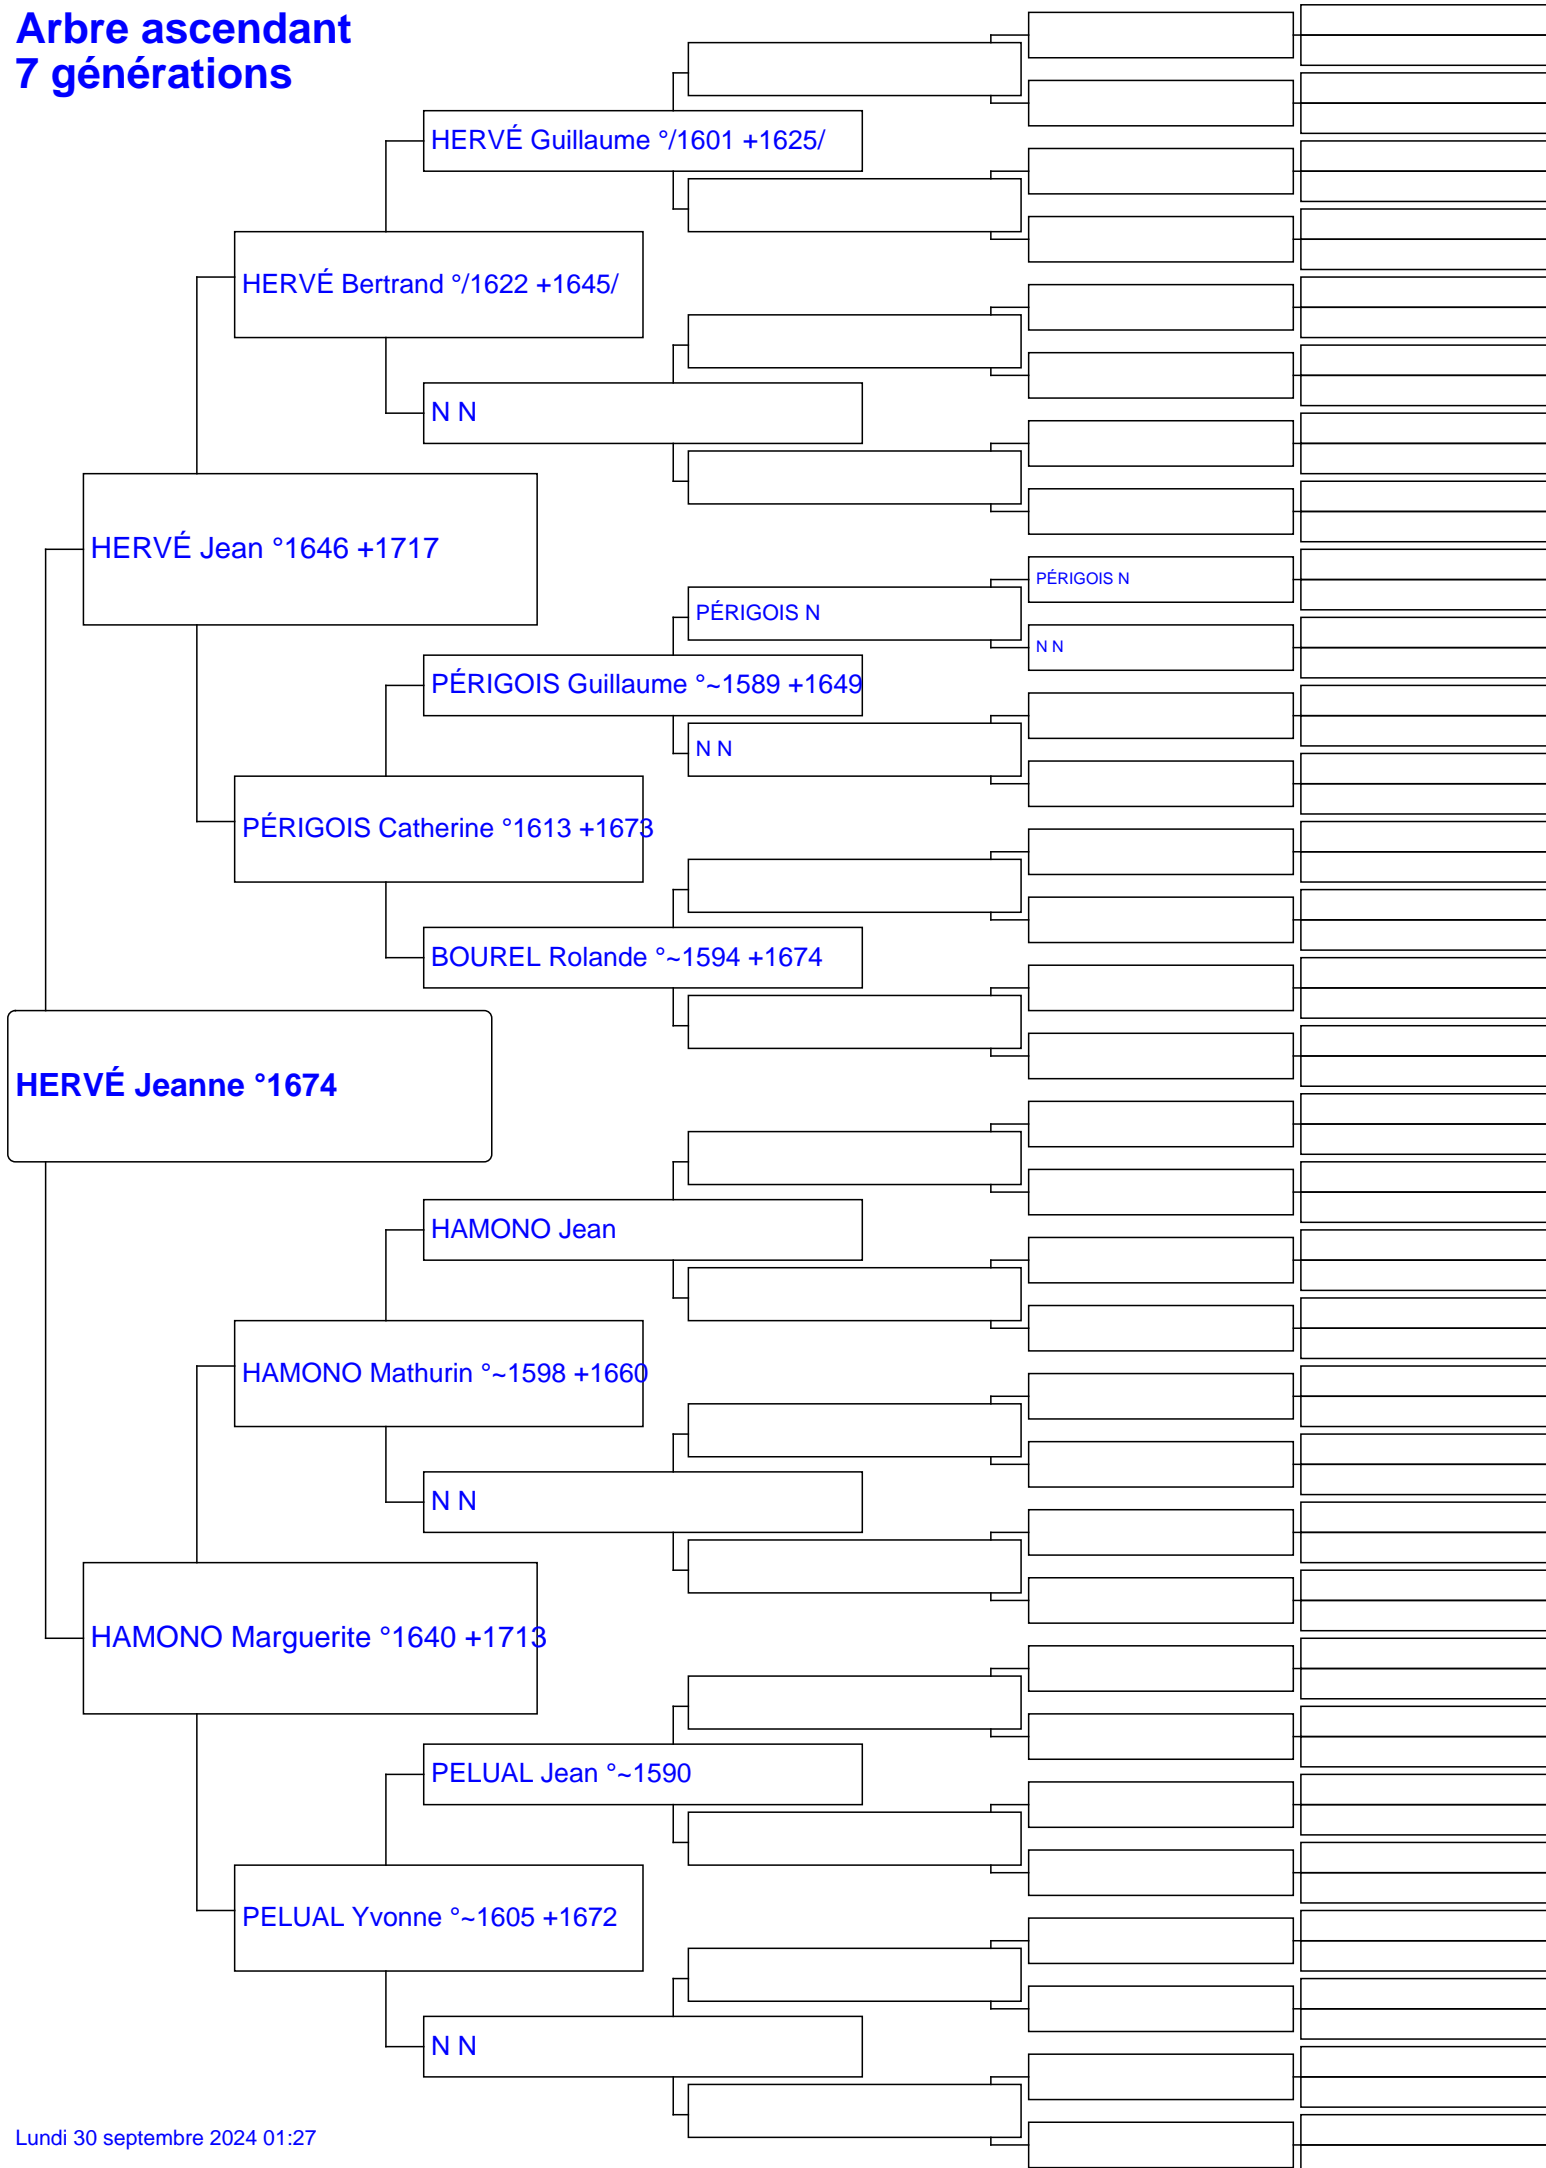 Arbre ascendant
7 générations
HERVÉ Guillaume °/1601 +1625/
HERVÉ Bertrand °/1622 +1645/
N N
HERVÉ Jean °1646 +1717
PÉRIGOIS N
PÉRIGOIS N
N N
PÉRIGOIS Guillaume °~1589 +1649
N N
PÉRIGOIS Catherine °1613 +1673
BOUREL Rolande °~1594 +1674
HERVÉ Jeanne °1674
HAMONO Jean
HAMONO Mathurin °~1598 +1660
N N
HAMONO Marguerite °1640 +1713
PELUAL Jean °~1590
PELUAL Yvonne °~1605 +1672
N N
Lundi 30 septembre 2024 01:27